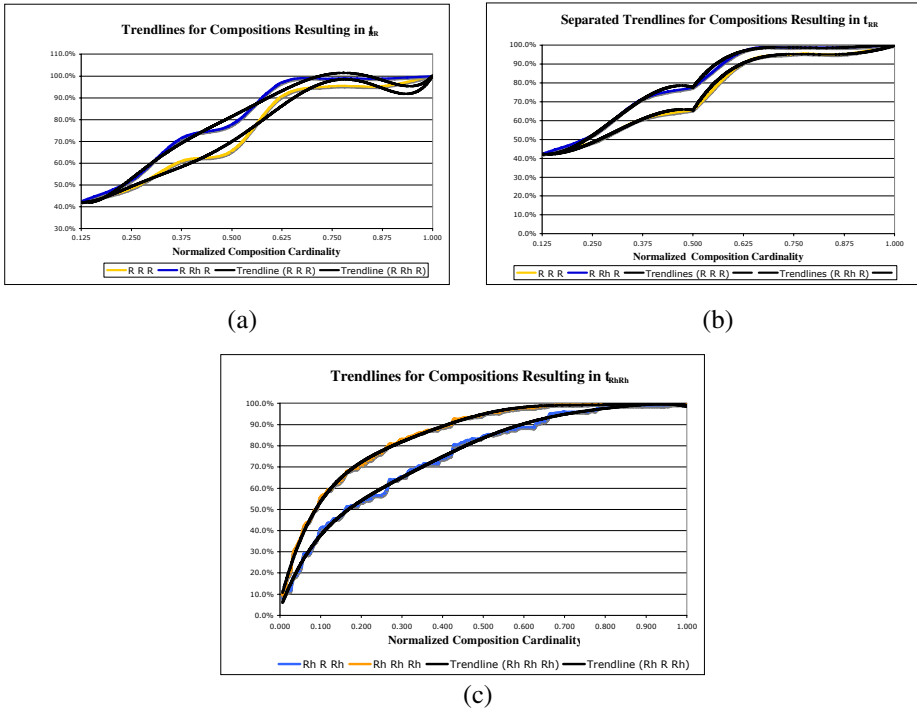 Trendlines for Compositions Resulting in tRR
110.0%
100.0%
90.0%
80.0%
70.0%
60.0%
50.0%
40.0%
30.0%
0.125 0.250 0.375 0.500 0.625 0.750 0.875 1.000
Normalized Composition Cardinality
R R R R Rh R Trendline (R R R) Trendline (R Rh R)
(a)
Separated Trendlines for Compositions Resulting in tRR
100.0%
90.0%
80.0%
70.0%
60.0%
50.0%
40.0%
30.0%
20.0%
10.0%
0.0%
0.125 0.250 0.375 0.500 0.625 0.750 0.875 1.000
Normalized Composition Cardinality
R R R R Rh R Trendlines (R R R) Trendlines (R Rh R)
(b)
Trendlines for Compositions Resulting in tRhRh
100.0%
90.0%
80.0%
70.0%
60.0%
50.0%
40.0%
30.0%
20.0%
10.0%
0.0%
0.000 0.100 0.200 0.300 0.400 0.500 0.600 0.700 0.800 0.900 1.000
Normalized Composition Cardinality
Rh R Rh Rh Rh Rh Trendline (Rh Rh Rh) Trendline (Rh R Rh)
(c)